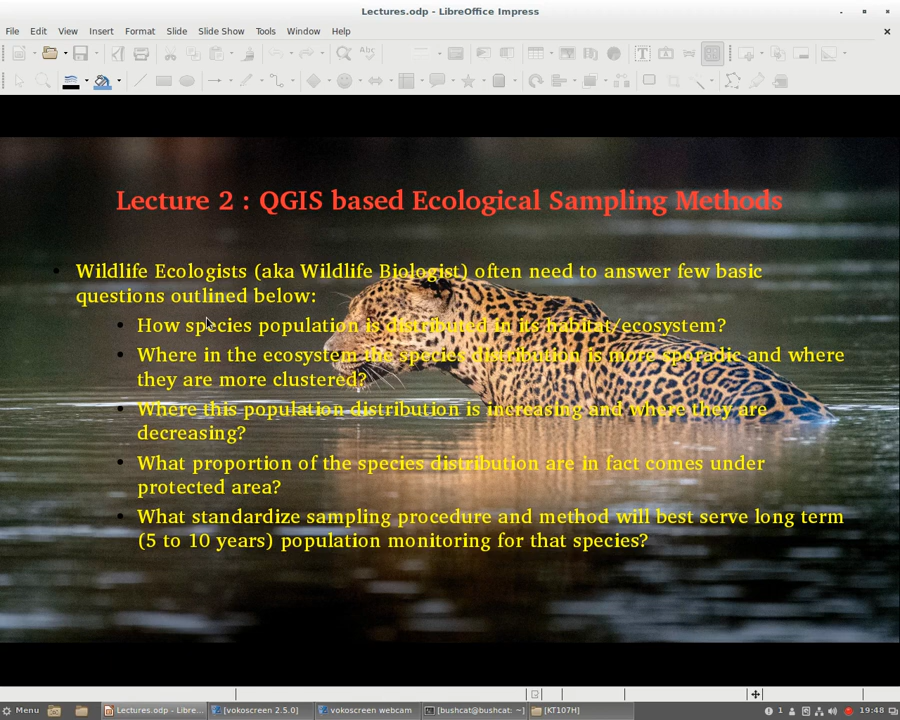 Lectures.odp - LibreOffice Impress
File Edit View Insert Format Slide Slide Show Tools Window Help
Abc
Lecture 2 : QGIS based Ecological Sampling Methods
Wildlife Ecologists (aka Wildlife Biologist) often need to answer few basic
questions outlined below:
How species population is distributed in its habitat/ecosystem?
Where in the ecosystem the species distribution is more sporadic and where
they are more clustered?
Where this population distribution is increasing and where they are
decreasing?
What proportion of the species distribution are in fact comes under
protected area?
What standardize sampling procedure and method will best serve long term
(5 to 10 years) population monitoring for that species?
Menu Lectures.odp - Libre... [vokoscreen 2.5.0] vokoscreen webcam [bushcat@bushcat: ~] [KT107H] 1 19:48